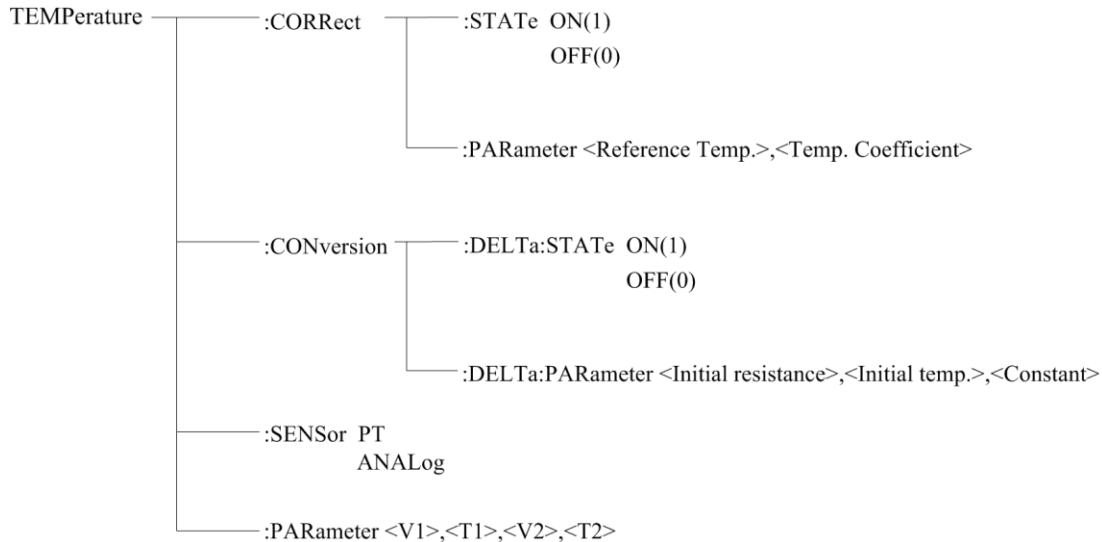 TEMPerature :CORRect :STATe ON(1)
OFF(0)
:PARameter <Reference Temp.>,<Temp. Coefficient>
:CONversion :DELTa:STATe ON(1)
OFF(0)
:DELTa:PARameter <Initial resistance>,<Initial temp.>,<Constant>
:SENSor PT
ANALog
:PARameter <V1>,<T1>,<V2>,<T2>